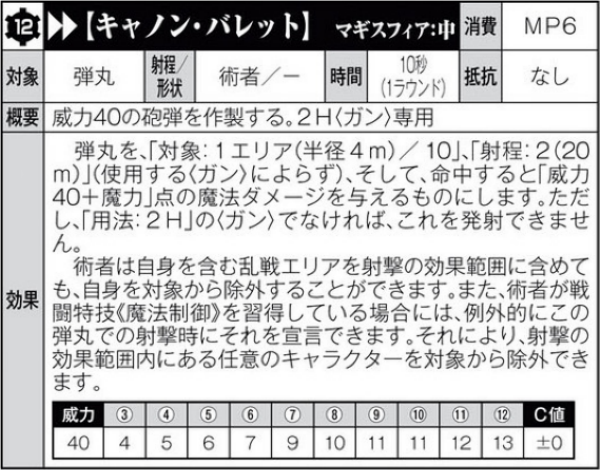 12 ▶▶【キャノン・バレット】 マギスフィア:中 消費 MP6
対象 弾丸 射程/形状 術者/− 時間 10秒(1ラウンド) 抵抗 なし
概要 威力40の砲弾を作製する。2H〈ガン〉専用
効果
弾丸を、「対象:1エリア(半径4m)/10」、「射程:2(20
m)」(使用する〈ガン〉によらず)、そして、命中すると「威力
40+魔力」点の魔法ダメージを与えるものにします。ただ
し、「用法:2H」の〈ガン〉でなければ、これを発射できませ
ん。
術者は自身を含む乱戦エリアを射撃の効果範囲に含めて
も、自身を対象から除外することができます。また、術者が戦
闘特技《魔法制御》を習得している場合には、例外的にこの
弾丸での射撃時にそれを宣言できます。それにより、射撃の
効果範囲内にある任意のキャラクターを対象から除外でき
ます。
威力 ③ ④ ⑤ ⑥ ⑦ ⑧ ⑨ ⑩ ⑪ ⑫ C値
40 4 5 6 7 9 10 11 11 12 13 ±0